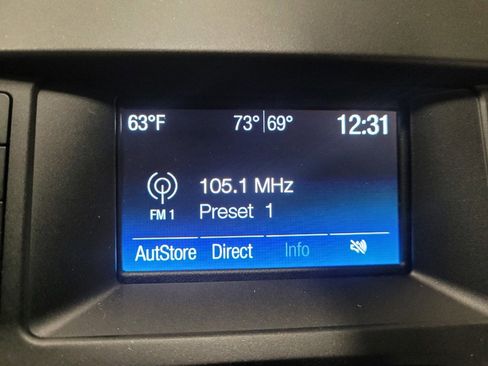 63°F 73° 69° 12:31
105.1 MHz
FM 1 Preset 1
AutStore Direct Info